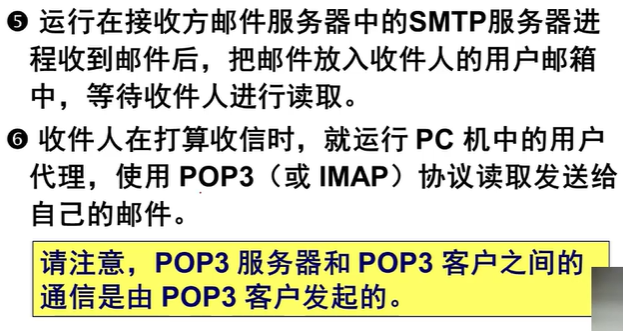 ❺ 运行在接收方邮件服务器中的SMTP服务器进
程收到邮件后，把邮件放入收件人的用户邮箱
中，等待收件人进行读取。
❻ 收件人在打算收信时，就运行 PC 机中的用户
代理，使用 POP3（或 IMAP）协议读取发送给
自己的邮件。
请注意，POP3 服务器和 POP3 客户之间的
通信是由 POP3 客户发起的。